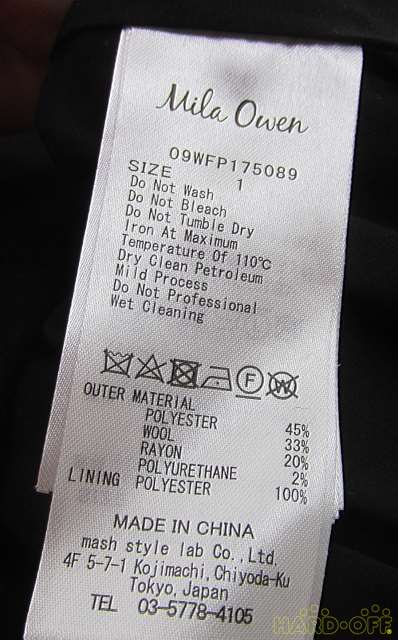 Mila Owen
09WFP175089
SIZE 1
Do Not Wash
Do Not Bleach
Do Not Tumble Dry
Iron At Maximum
Temperature Of 110℃
Dry Clean Petroleum
Mild Process
Do Not Professional
Wet Cleaning
F W
OUTER MATERIAL
POLYESTER 45%
WOOL 33%
RAYON 20%
POLYURETHANE 2%
LINING POLYESTER 100%
MADE IN CHINA
mash style lab Co., Ltd.
4F 5-7-1 Kojimachi, Chiyoda-Ku
Tokyo, Japan
TEL 03-5778-4105
HARD-OFF